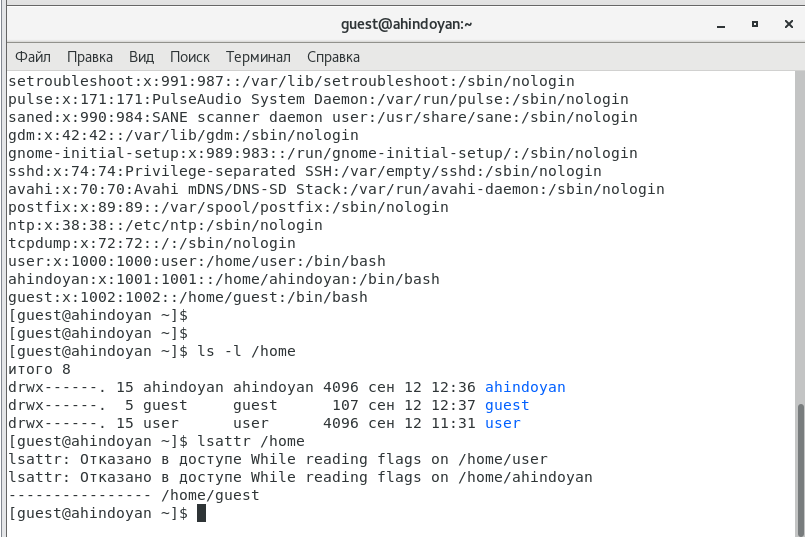 guest@ahindoyan:~
Файл Правка Вид Поиск Терминал Справка
setroubleshoot:x:991:987::/var/lib/setroubleshoot:/sbin/nologin
pulse:x:171:171:PulseAudio System Daemon:/var/run/pulse:/sbin/nologin
saned:x:990:984:SANE scanner daemon user:/usr/share/sane:/sbin/nologin
gdm:x:42:42::/var/lib/gdm:/sbin/nologin
gnome-initial-setup:x:989:983::/run/gnome-initial-setup/:/sbin/nologin
sshd:x:74:74:Privilege-separated SSH:/var/empty/sshd:/sbin/nologin
avahi:x:70:70:Avahi mDNS/DNS-SD Stack:/var/run/avahi-daemon:/sbin/nologin
postfix:x:89:89::/var/spool/postfix:/sbin/nologin
ntp:x:38:38::/etc/ntp:/sbin/nologin
tcpdump:x:72:72::/:/sbin/nologin
user:x:1000:1000:user:/home/user:/bin/bash
ahindoyan:x:1001:1001::/home/ahindoyan:/bin/bash
guest:x:1002:1002::/home/guest:/bin/bash
[guest@ahindoyan ~]$
[guest@ahindoyan ~]$
[guest@ahindoyan ~]$ ls -l /home
итого 8
drwx------. 15 ahindoyan ahindoyan 4096 сен 12 12:36 ahindoyan
drwx------.  5 guest     guest      107 сен 12 12:37 guest
drwx------. 15 user      user      4096 сен 12 11:31 user
[guest@ahindoyan ~]$ lsattr /home
lsattr: Отказано в доступе While reading flags on /home/user
lsattr: Отказано в доступе While reading flags on /home/ahindoyan
---------------- /home/guest
[guest@ahindoyan ~]$